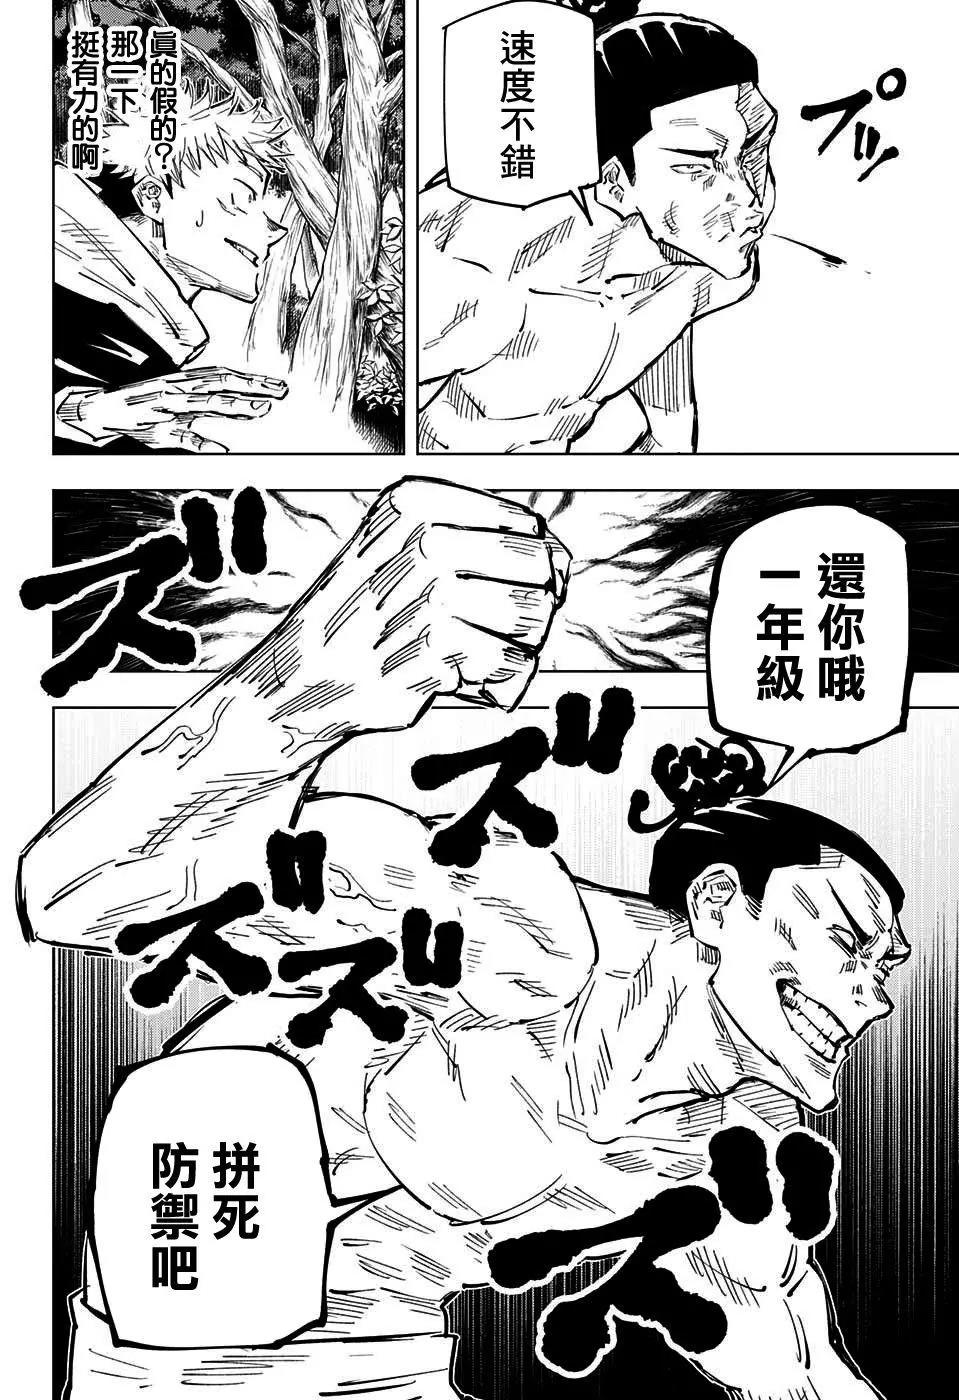 プッ
速度不錯
真的假的？
那一下
挺有力的啊
還你哦
一年級
ズ
ズ
ズ
ズ
ズ
拼死
防禦吧